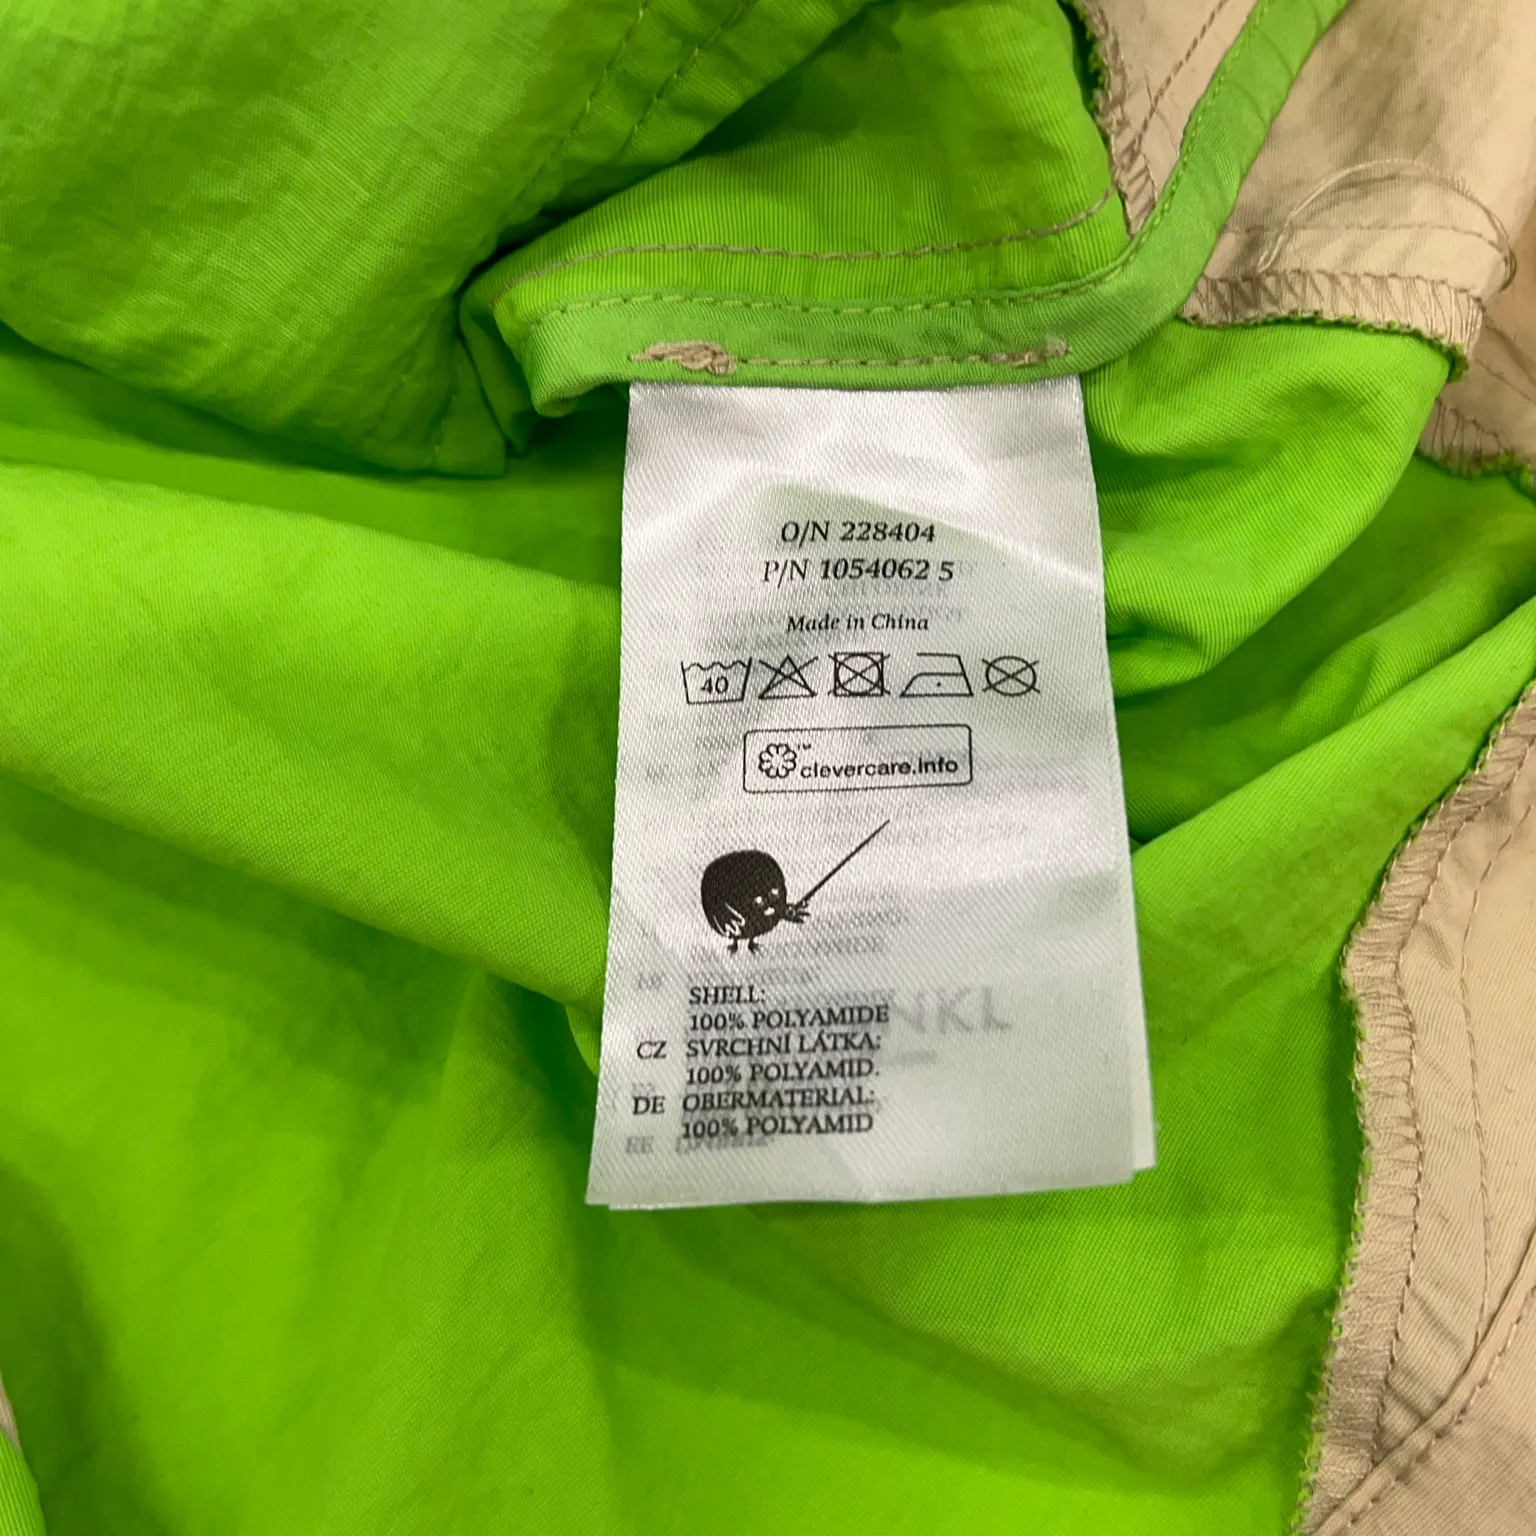 O/N 228404
P/N 1054062 5
Made in China
40
™
clevercare.info
SHELL:
100% POLYAMIDE
CZ SVRCHNÍ LÁTKA:
100% POLYAMID.
DE OBERMATERIAL:
100% POLYAMID